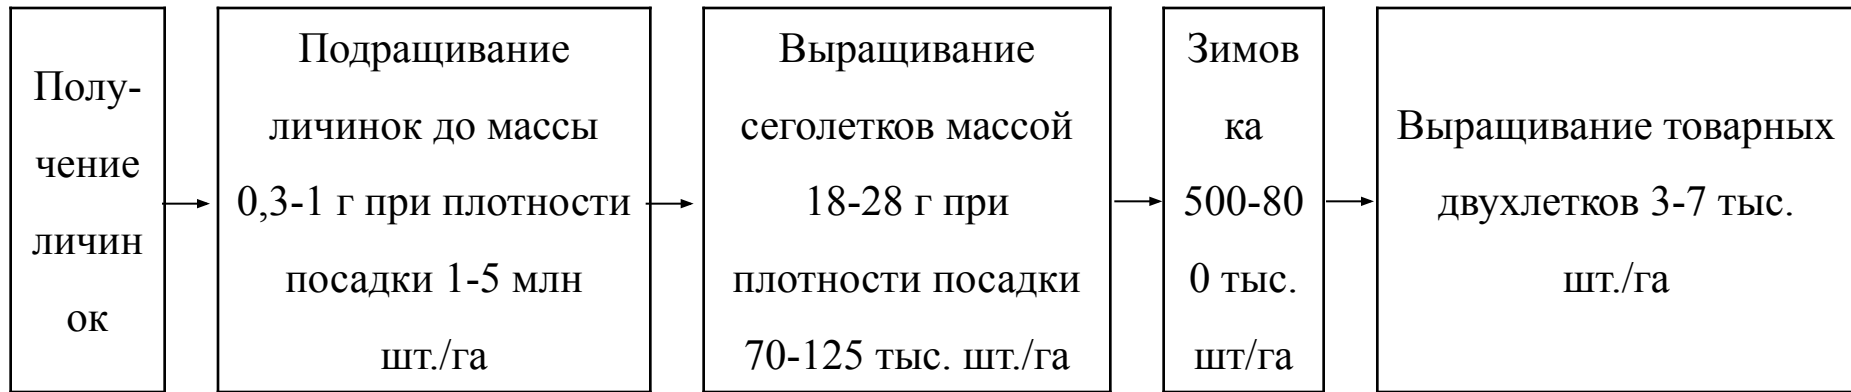 Полу-
чение
личин
ок
Подращивание
личинок до массы
0,3-1 г при плотности
посадки 1-5 млн
шт./га
Выращивание
сеголетков массой
18-28 г при
плотности посадки
70-125 тыс. шт./га
Зимов
ка
500-80
0 тыс.
шт/га
Выращивание товарных
двухлетков 3-7 тыс.
шт./га